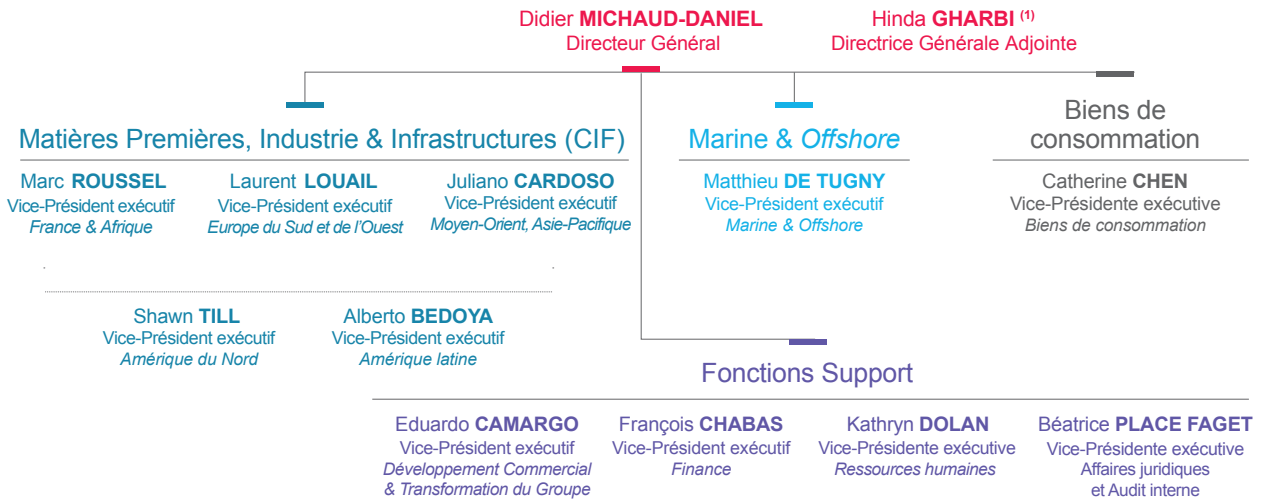 Didier MICHAUD-DANIEL
Directeur Général
Hinda GHARBI (1)
Directrice Générale Adjointe
Matières Premières, Industrie & Infrastructures (CIF)
Marc ROUSSEL
Vice-Président exécutif
France & Afrique
Laurent LOUAIL
Vice-Président exécutif
Europe du Sud et de l’Ouest
Juliano CARDOSO
Vice-Président exécutif
Moyen-Orient, Asie-Pacifique
Shawn TILL
Vice-Président exécutif
Amérique du Nord
Alberto BEDOYA
Vice-Président exécutif
Amérique latine
Marine & Offshore
Matthieu DE TUGNY
Vice-Président exécutif
Marine & Offshore
Biens de
consommation
Catherine CHEN
Vice-Présidente exécutive
Biens de consommation
Fonctions Support
Eduardo CAMARGO
Vice-Président exécutif
Développement Commercial
& Transformation du Groupe
François CHABAS
Vice-Président exécutif
Finance
Kathryn DOLAN
Vice-Présidente exécutive
Ressources humaines
Béatrice PLACE FAGET
Vice-Présidente exécutive
Affaires juridiques
et Audit interne